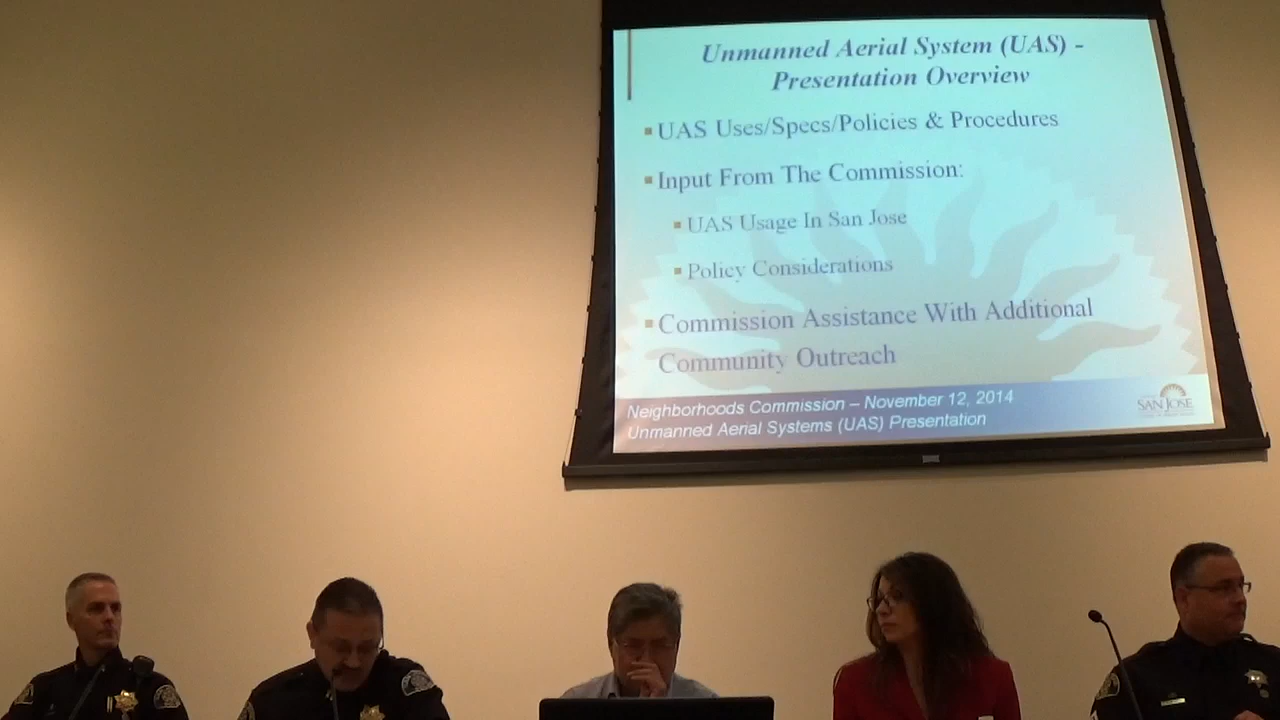 Unmanned Aerial System (UAS) -
Presentation Overview
UAS Uses/Specs/Policies & Procedures
Input From The Commission:
UAS Usage In San Jose
Policy Considerations
Commission Assistance With Additional
Community Outreach
Neighborhoods Commission – November 12, 2014
Unmanned Aerial Systems (UAS) Presentation
SAN JOSE